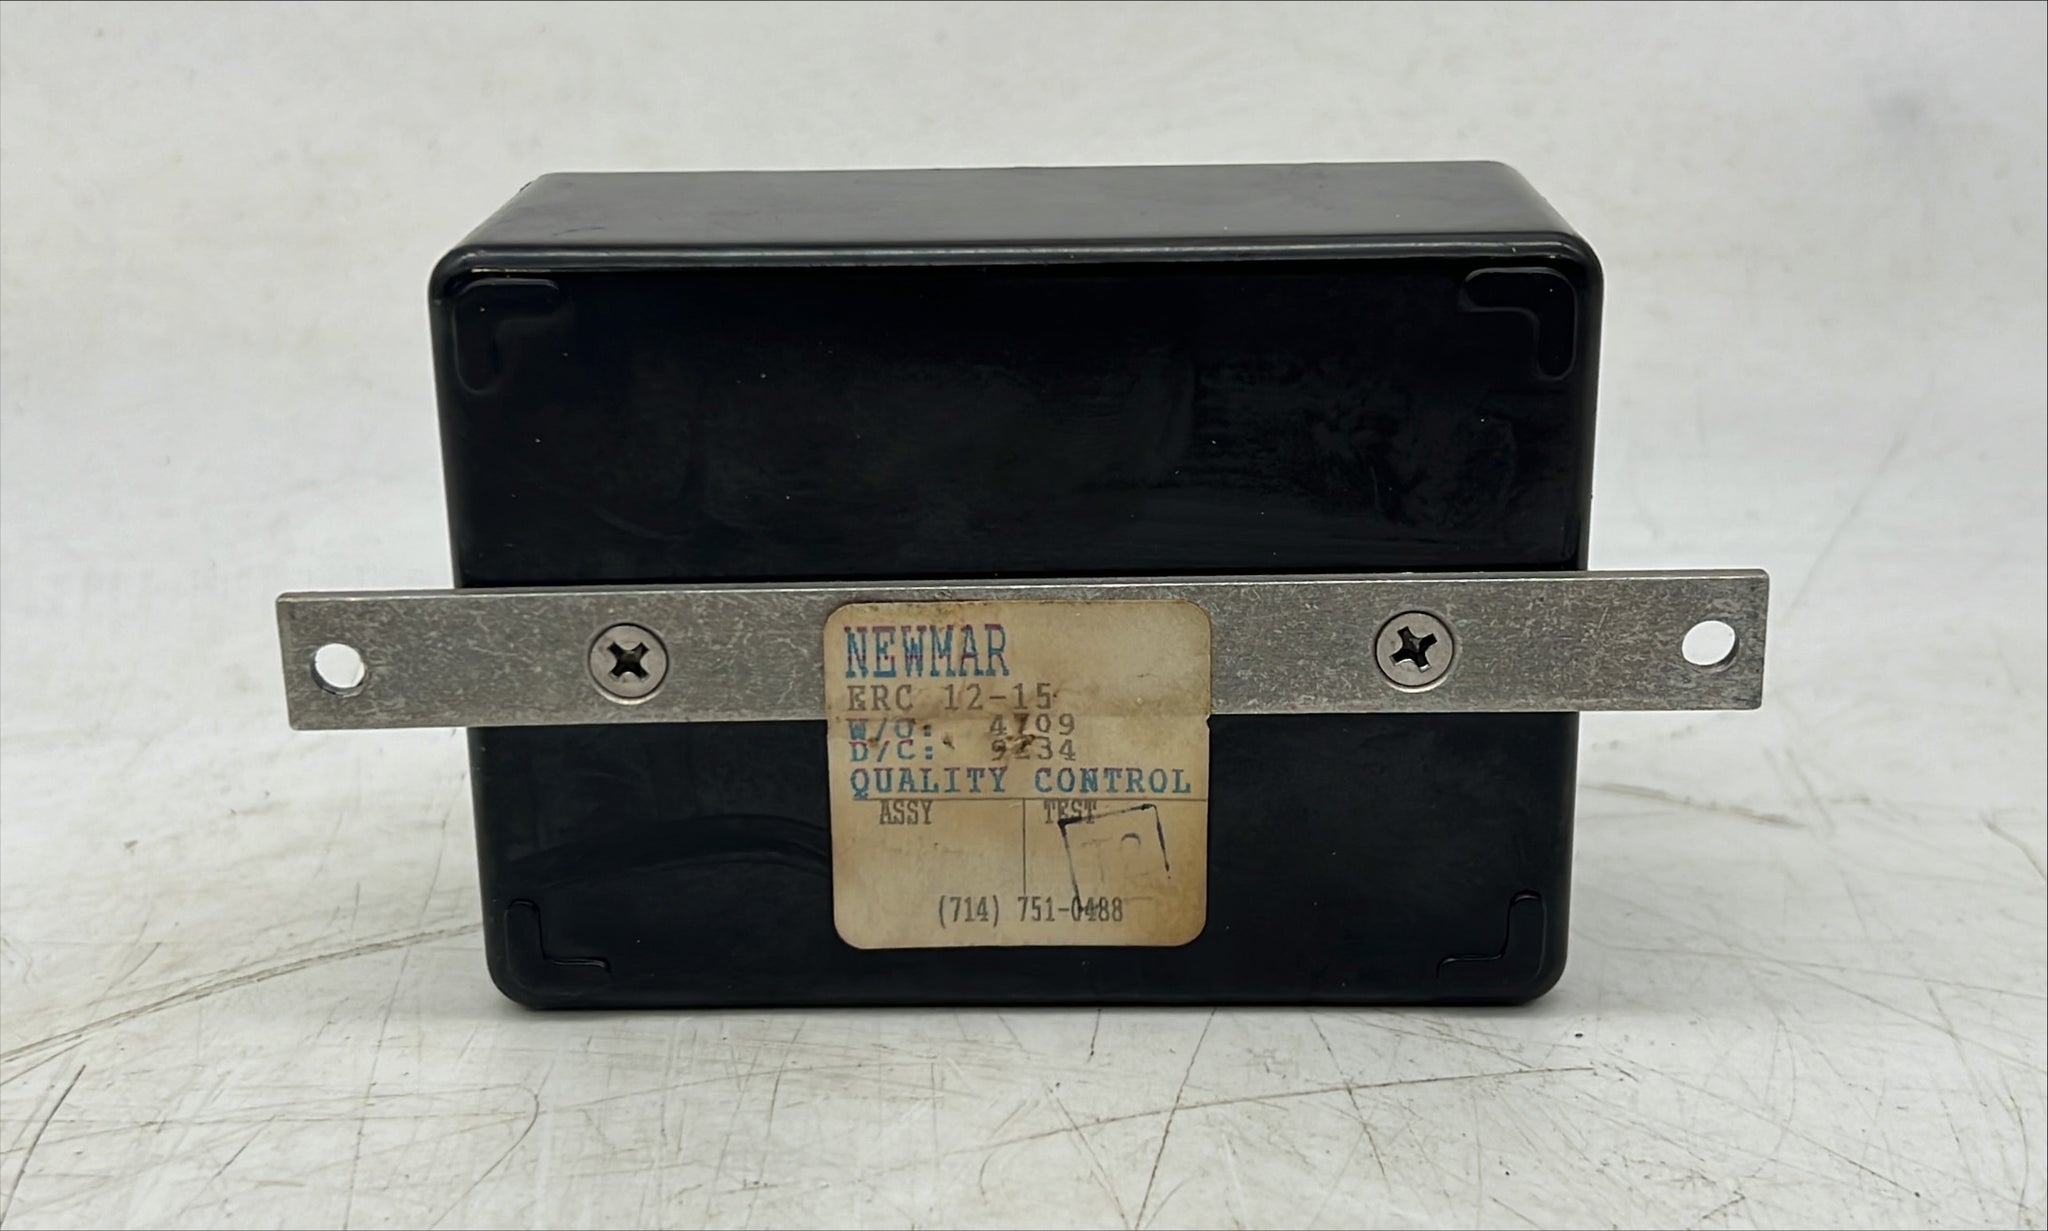 NEWMAR
ERC 12-15
W/O: 4709
D/C: 9234
QUALITY CONTROL
ASSY TEST
(714) 751-0488